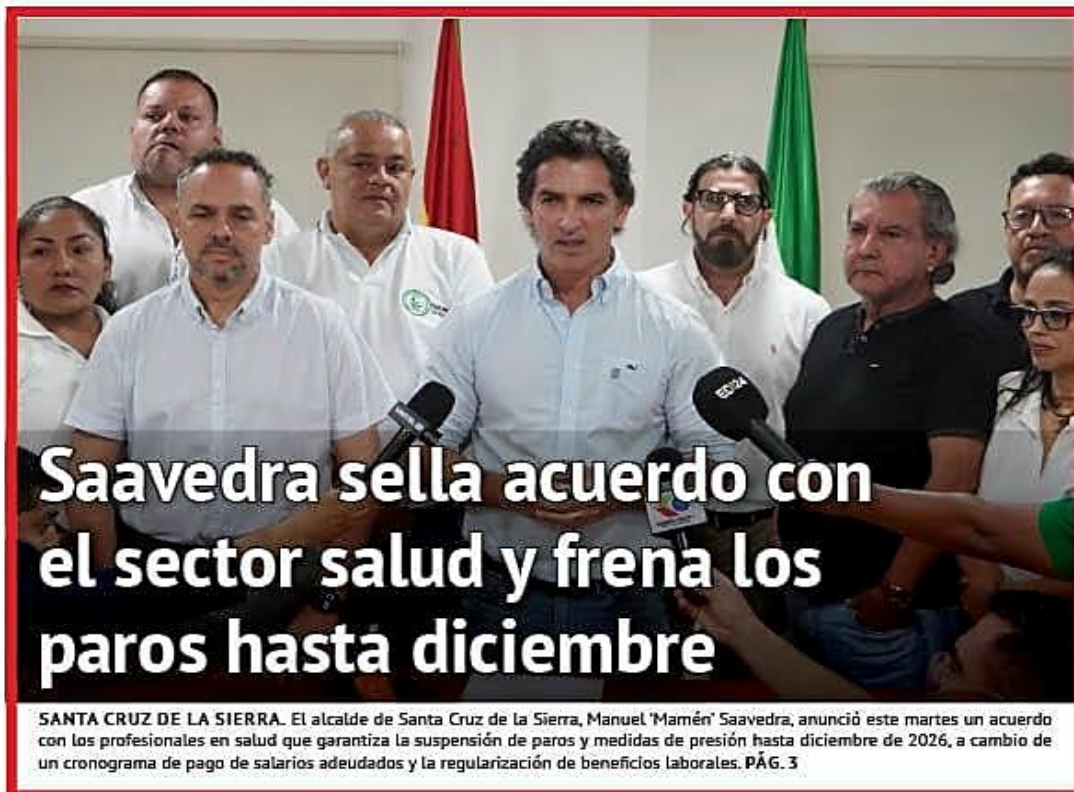 EC/24
Saavedra sella acuerdo con
el sector salud y frena los
paros hasta diciembre
SANTA CRUZ DE LA SIERRA. El alcalde de Santa Cruz de la Sierra, Manuel 'Mamén' Saavedra, anunció este martes un acuerdo
con los profesionales en salud que garantiza la suspensión de paros y medidas de presión hasta diciembre de 2026, a cambio de
un cronograma de pago de salarios adeudados y la regularización de beneficios laborales. PÁG. 3